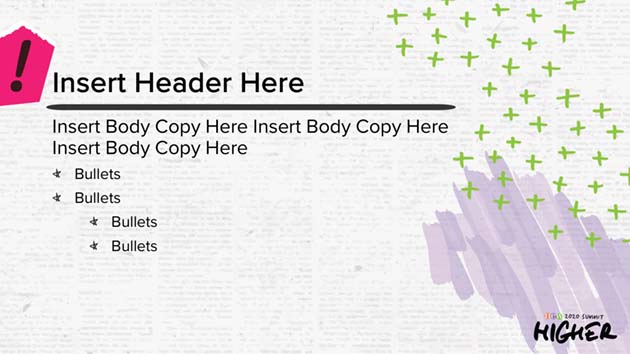 !
Insert Header Here
Insert Body Copy Here Insert Body Copy Here
Insert Body Copy Here
Bullets
Bullets
Bullets
Bullets
2020 SUMMIT
HIGHER